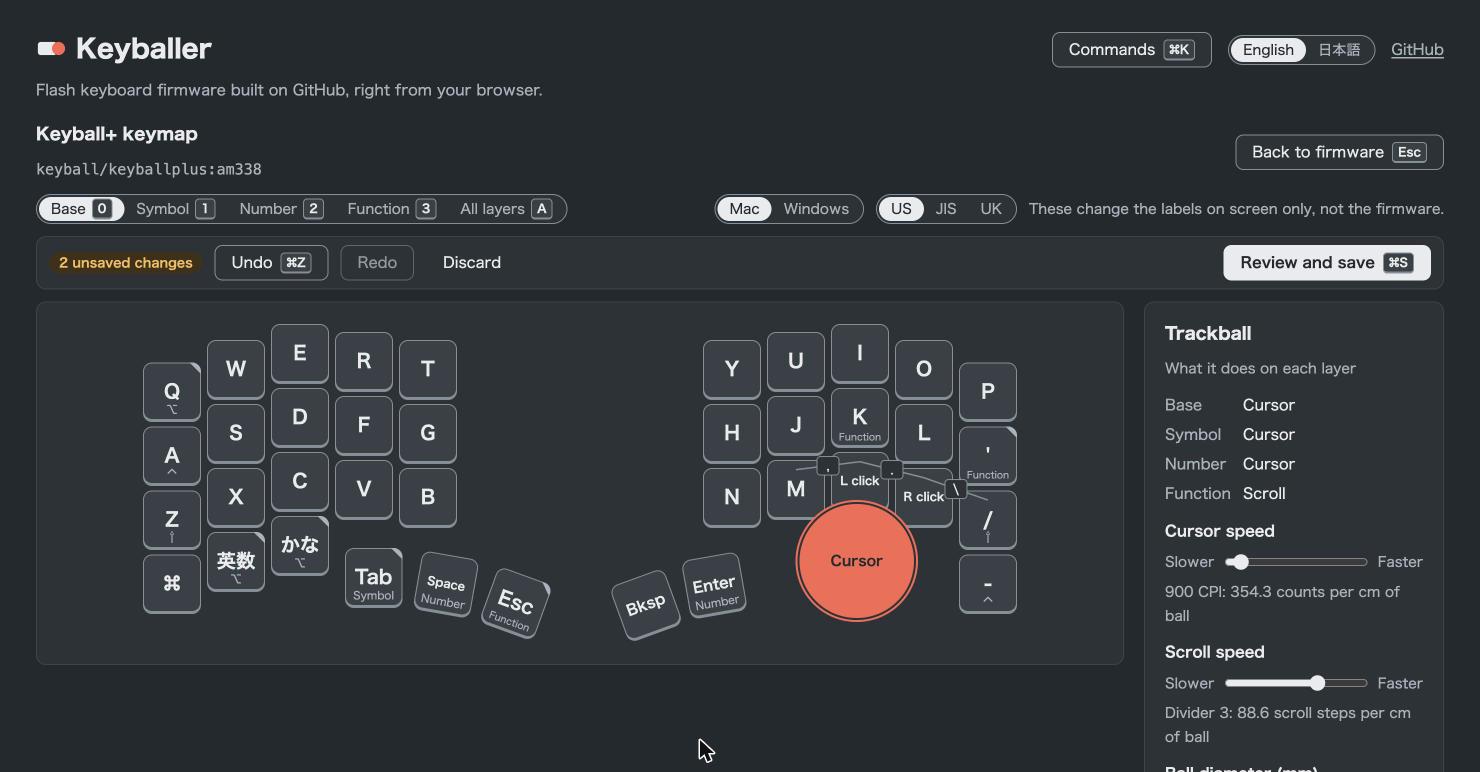 Keyballer
Commands ⌘K
English 日本語
GitHub
Flash keyboard firmware built on GitHub, right from your browser.
Keyball+ keymap
keyball/keyballplus:am338
Back to firmware Esc
Base 0 Symbol 1 Number 2 Function 3 All layers A
Mac Windows
US JIS UK
These change the labels on screen only, not the firmware.
2 unsaved changes
Undo ⌘Z
Redo
Discard
Review and save ⌘S
Q ⌥
W
E
R
T
A ^
S
D
F
G
Z ⇧
X
C
V
B
⌘
英数 ⌥
かな ⌥
Tab Symbol
Space Number
Esc Function
Y
U
I
O
P
H
J
K Function
L
' Function
N
M
,
L click
.
R click
\
/ ⇧
Bksp
Enter Number
Cursor
- ^
Trackball
What it does on each layer
Base Cursor
Symbol Cursor
Number Cursor
Function Scroll
Cursor speed
Slower Faster
900 CPI: 354.3 counts per cm of
ball
Scroll speed
Slower Faster
Divider 3: 88.6 scroll steps per cm
of ball
Ball diameter (mm)